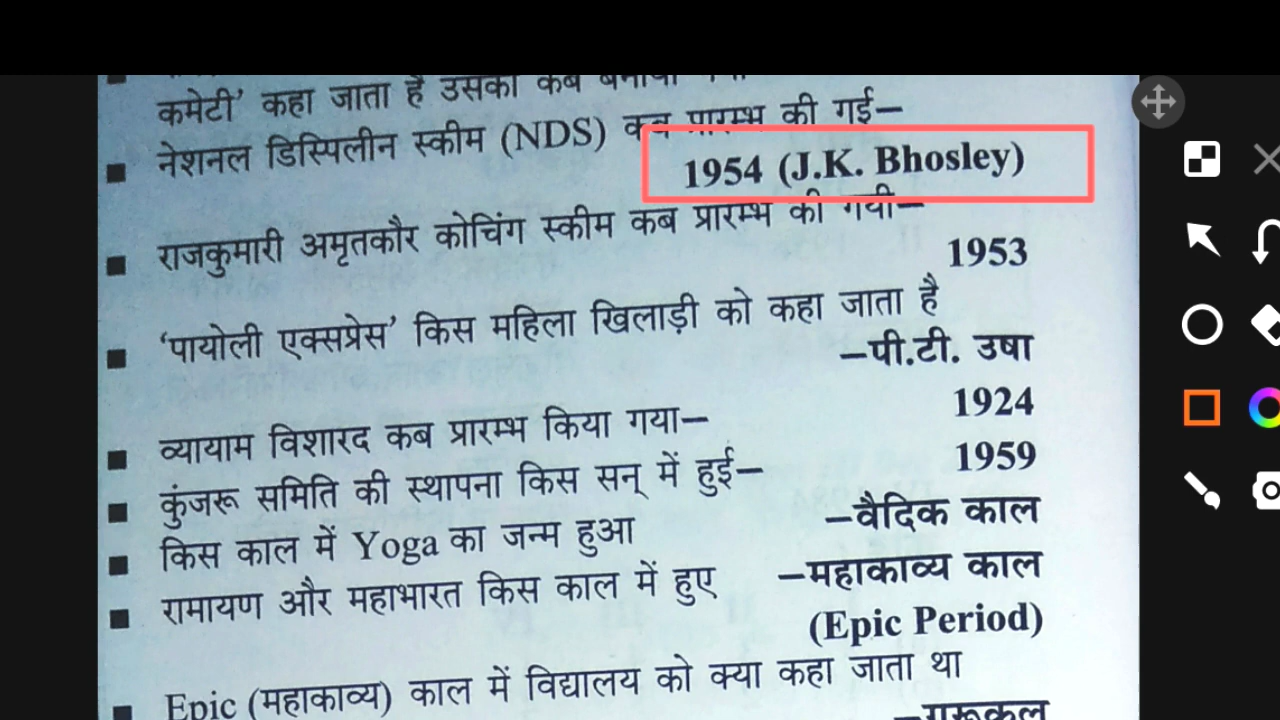 कमेटी' कहा जाता है उसका कब
नेशनल डिस्पिलीन स्कीम (NDS) कब प्रारम्भ की गई–
1954 (J.K. Bhosley)
राजकुमारी अमृतकौर कोचिंग स्कीम कब प्रारम्भ की गयी–
1953
'पायोली एक्सप्रेस' किस महिला खिलाड़ी को कहा जाता है
–पी.टी. उषा
व्यायाम विशारद कब प्रारम्भ किया गया– 1924
कुंजरू समिति की स्थापना किस सन् में हुई– 1959
किस काल में Yoga का जन्म हुआ –वैदिक काल
रामायण और महाभारत किस काल में हुए –महाकाव्य काल
(Epic Period)
Epic (महाकाव्य) काल में विद्यालय को क्या कहा जाता था
–गुरूकुल